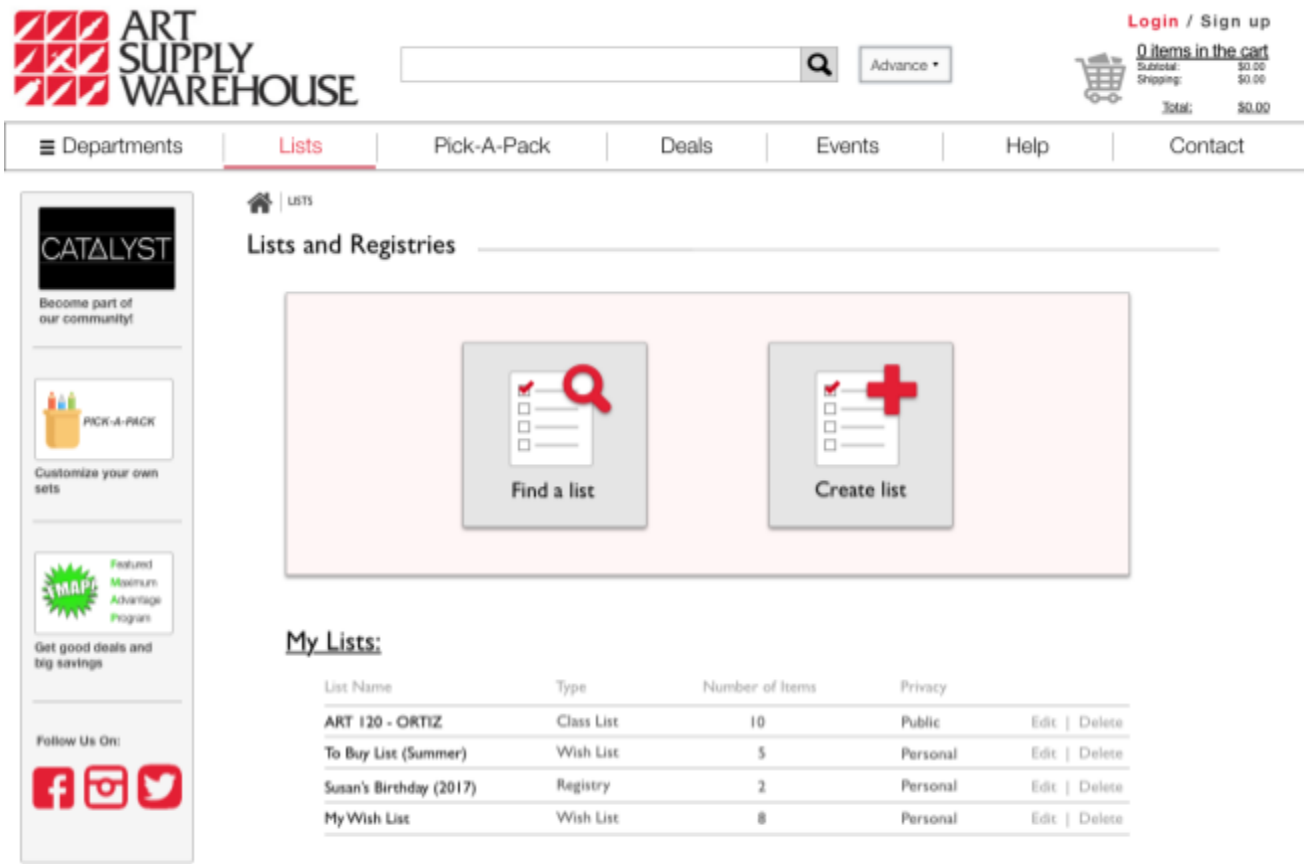 ART
SUPPLY
WAREHOUSE
Advance
Login / Sign up
0 items in the cart
Subtotal: $0.00
Shipping: $0.00
Total: $0.00
Departments Lists Pick-A-Pack Deals Events Help Contact
CATALYST
Become part of
our community!
PICK-A-PACK
Customize your own
sets
FMAP!
Featured
Maximum
Advantage
Program
Get good deals and
big savings
Follow Us On:
LISTS
Lists and Registries
Find a list
Create list
My Lists:
List Name Type Number of Items Privacy
ART 120 - ORTIZ Class List 10 Public Edit | Delete
To Buy List (Summer) Wish List 5 Personal Edit | Delete
Susan's Birthday (2017) Registry 2 Personal Edit | Delete
My Wish List Wish List 8 Personal Edit | Delete